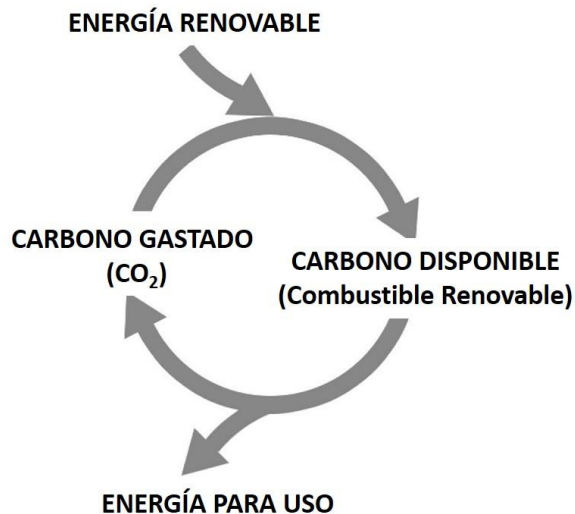 ENERGÍA RENOVABLE
CARBONO GASTADO
(CO₂)
CARBONO DISPONIBLE
(Combustible Renovable)
ENERGÍA PARA USO